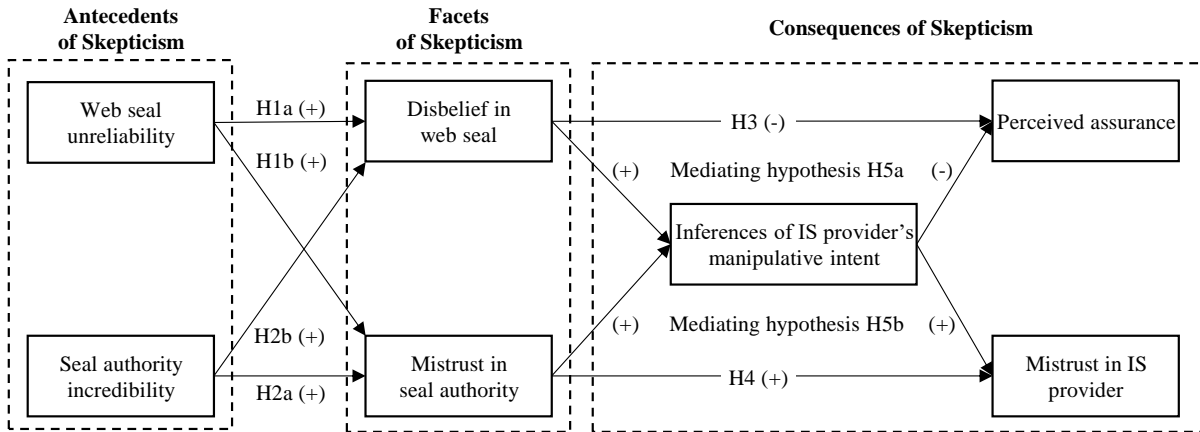 Antecedents
of Skepticism
Facets
of Skepticism
Consequences of Skepticism
Web seal
unreliability
H1a (+)
Disbelief in
web seal
H3 (-)
Perceived assurance
H1b (+)
(+)
Mediating hypothesis H5a
(-)
Inferences of IS provider's
manipulative intent
H2b (+)
(+)
Mediating hypothesis H5b
(+)
Seal authority
incredibility
H2a (+)
Mistrust in
seal authority
H4 (+)
Mistrust in IS
provider